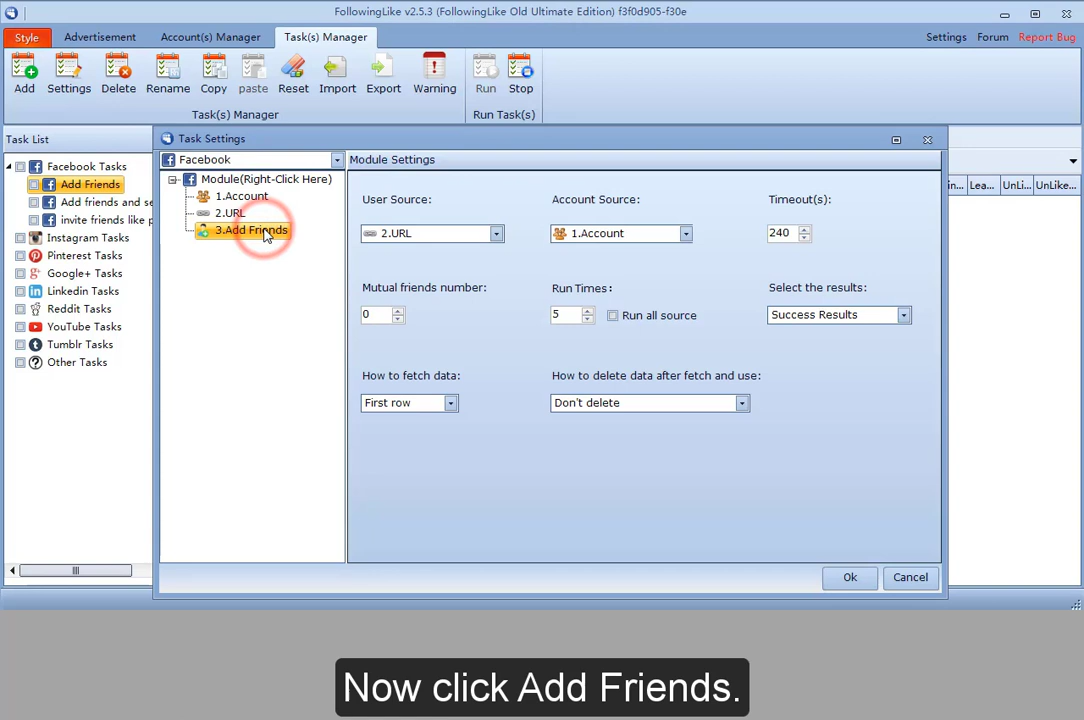 FollowingLike v2.5.3 (FollowingLike Old Ultimate Edition) f3f0d905-f30e
Style Advertisement Account(s) Manager Task(s) Manager Settings Forum Report Bug
Add Settings Delete Rename Copy paste Reset Import Export Warning Run Stop
Task(s) Manager Run Task(s)
Task List
Facebook Tasks
Add Friends
Add friends and se
invite friends like p
Instagram Tasks
Pinterest Tasks
Google+ Tasks
Linkedin Tasks
Reddit Tasks
YouTube Tasks
Tumblr Tasks
Other Tasks
Task Settings
Facebook
Module(Right-Click Here)
1.Account
2.URL
3.Add Friends
Module Settings
User Source: Account Source: Timeout(s):
2.URL 1.Account 240
Mutual friends number: Run Times: Select the results:
0 5 Run all source Success Results
How to fetch data: How to delete data after fetch and use:
First row Don't delete
Ok Cancel
in... Lea... UnLi... UnLike...
Now click Add Friends.